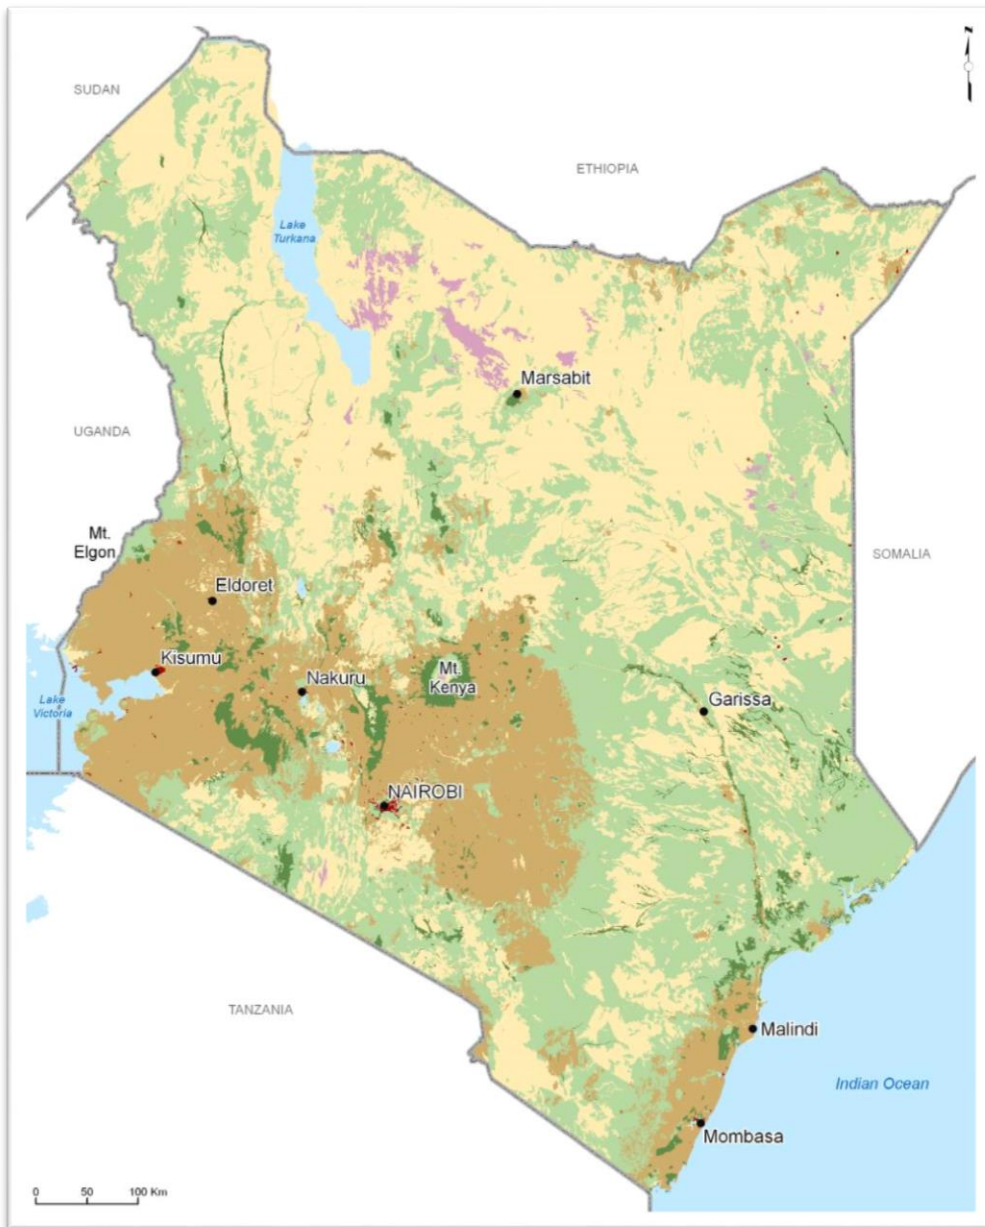 N
SUDAN
ETHIOPIA
Lake
Turkana
Marsabit
UGANDA
Mt.
Elgon
SOMALIA
Eldoret
Kisumu
Mt.
Kenya
Nakuru
Lake
Victoria
Garissa
NAIROBI
TANZANIA
Malindi
Indian Ocean
Mombasa
0 50 100 Km